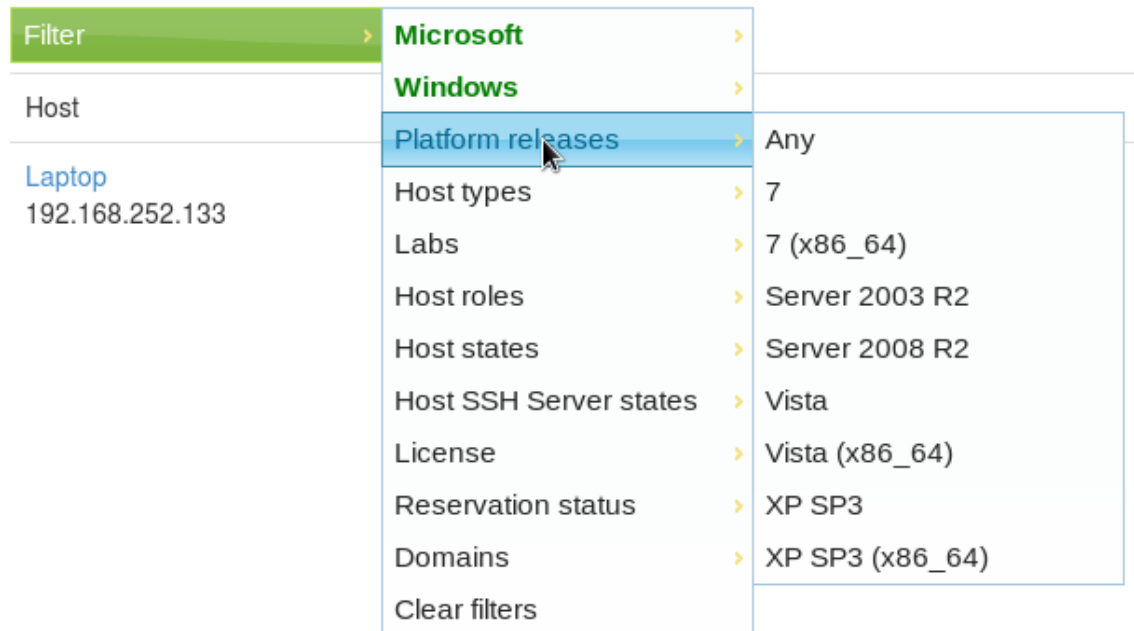 Filter
Host
Laptop
192.168.252.133
Microsoft
Windows
Platform releases
Host types
Labs
Host roles
Host states
Host SSH Server states
License
Reservation status
Domains
Clear filters
Any
7
7 (x86_64)
Server 2003 R2
Server 2008 R2
Vista
Vista (x86_64)
XP SP3
XP SP3 (x86_64)